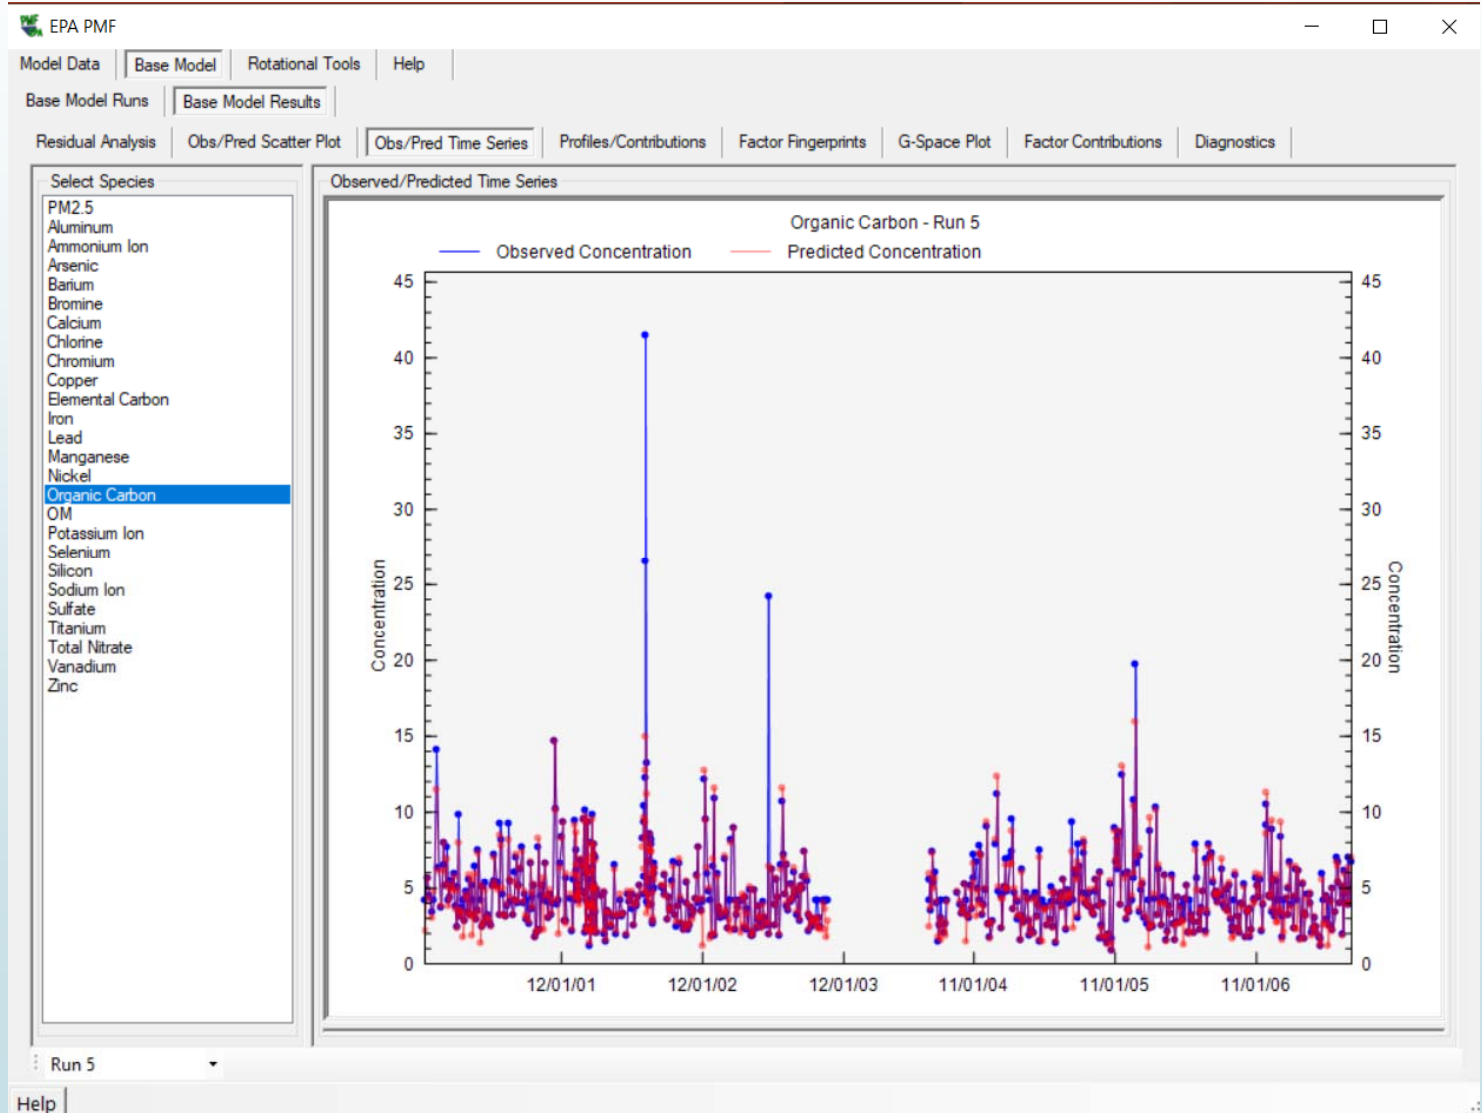 EPA PMF
Model Data Base Model Rotational Tools Help
Base Model Runs Base Model Results
Residual Analysis Obs/Pred Scatter Plot Obs/Pred Time Series Profiles/Contributions Factor Fingerprints G-Space Plot Factor Contributions Diagnostics
Select Species
PM2.5
Aluminum
Ammonium Ion
Arsenic
Barium
Bromine
Calcium
Chlorine
Chromium
Copper
Elemental Carbon
Iron
Lead
Manganese
Nickel
Organic Carbon
OM
Potassium Ion
Selenium
Silicon
Sodium Ion
Sulfate
Titanium
Total Nitrate
Vanadium
Zinc
Observed/Predicted Time Series
Organic Carbon - Run 5
Observed Concentration Predicted Concentration
45 45
40 40
35 35
30 30
25 25
20 20
15 15
10 10
5 5
0 0
Concentration
Concentration
12/01/01 12/01/02 12/01/03 11/01/04 11/01/05 11/01/06
Run 5
Help